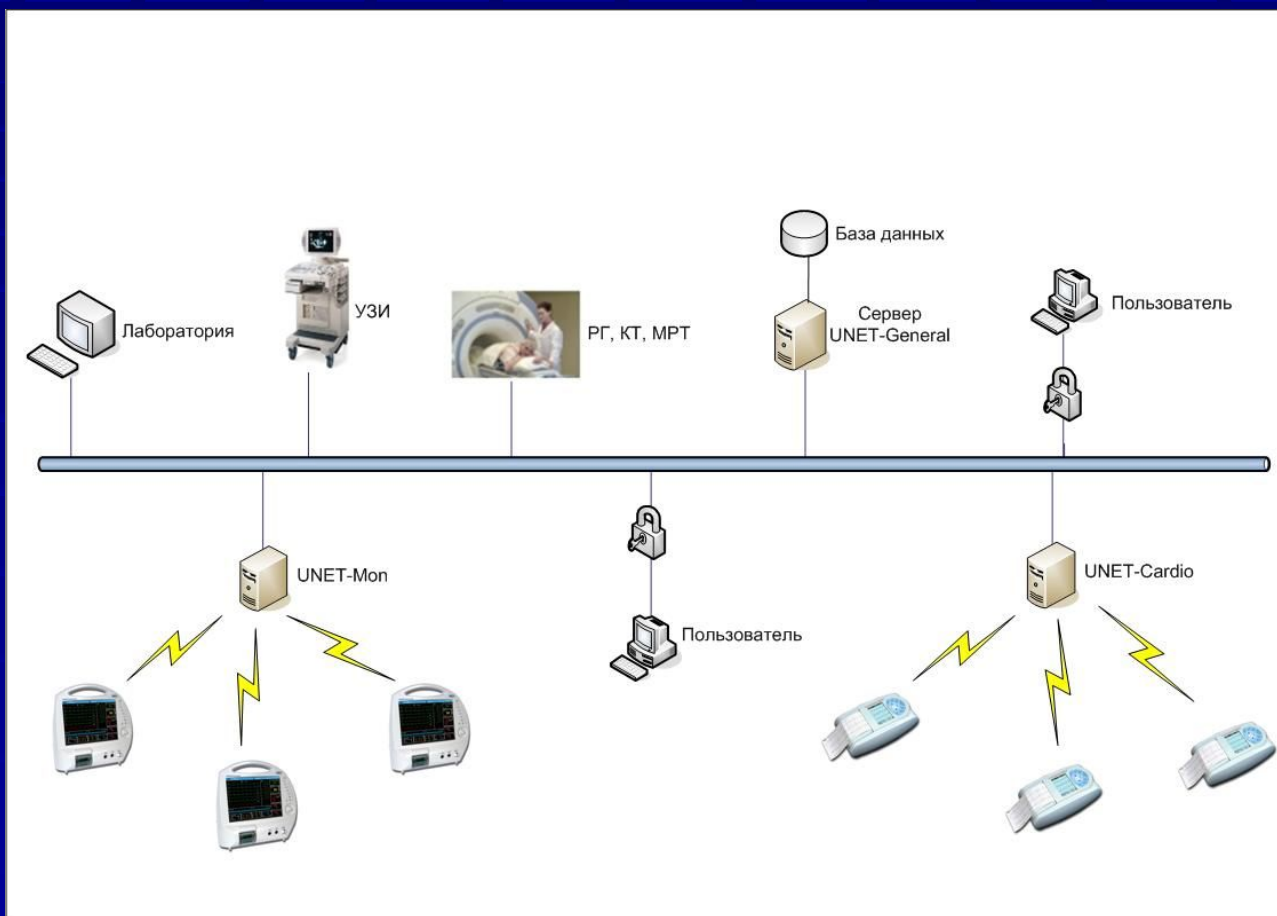 База данных
Пользователь
УЗИ
Сервер
UNET-General
Лаборатория
РГ, КТ, МРТ
UNET-Mon
UNET-Cardio
Пользователь